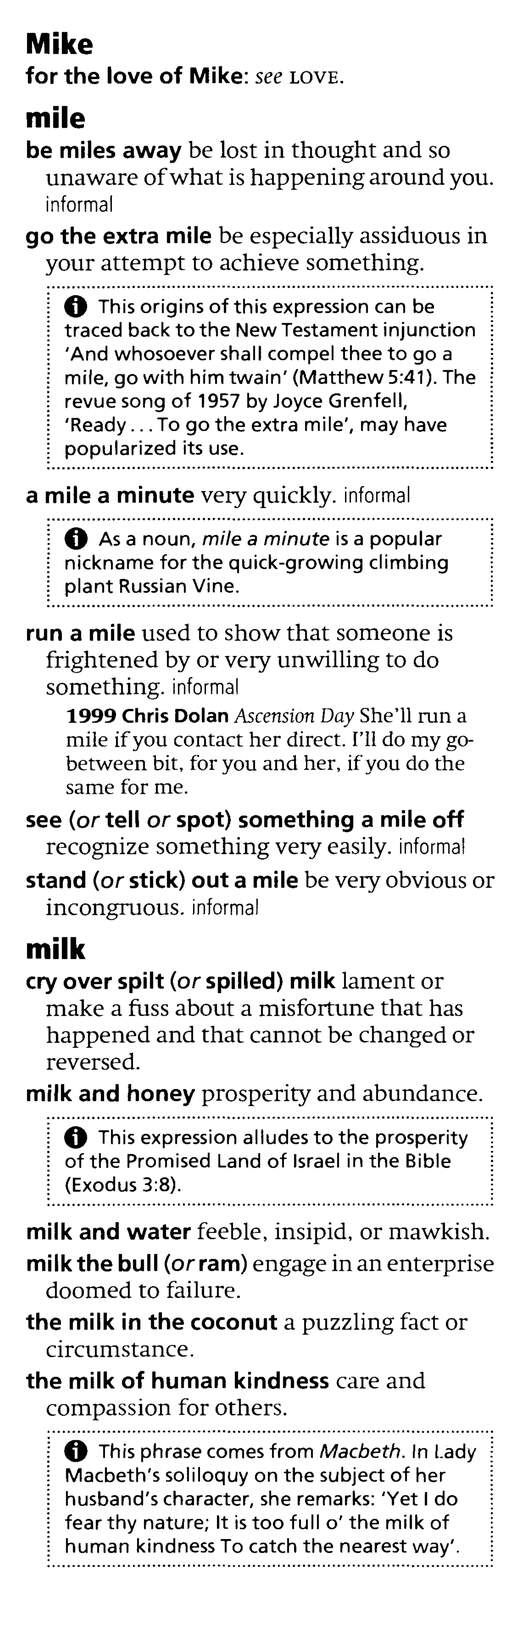 Mike
for the love of Mike: see LOVE.
mile
be miles away be lost in thought and so
unaware of what is happening around you.
informal
go the extra mile be especially assiduous in
your attempt to achieve something.
This origins of this expression can be
traced back to the New Testament injunction
‘And whosoever shall compel thee to go a
mile, go with him twain’ (Matthew 5:41). The
revue song of 1957 by Joyce Grenfell,
‘Ready ... To go the extra mile’, may have
popularized its use.
a mile a minute very quickly. informal
As a noun, mile a minute is a popular
nickname for the quick-growing climbing
plant Russian Vine.
run a mile used to show that someone is
frightened by or very unwilling to do
something. informal
1999 Chris Dolan Ascension Day She’ll run a
mile if you contact her direct. I’ll do my go-
between bit, for you and her, if you do the
same for me.
see (or tell or spot) something a mile off
recognize something very easily. informal
stand (or stick) out a mile be very obvious or
incongruous. informal
milk
cry over spilt (or spilled) milk lament or
make a fuss about a misfortune that has
happened and that cannot be changed or
reversed.
milk and honey prosperity and abundance.
This expression alludes to the prosperity
of the Promised Land of Israel in the Bible
(Exodus 3:8).
milk and water feeble, insipid, or mawkish.
milk the bull (or ram) engage in an enterprise
doomed to failure.
the milk in the coconut a puzzling fact or
circumstance.
the milk of human kindness care and
compassion for others.
This phrase comes from Macbeth. In Lady
Macbeth’s soliloquy on the subject of her
husband’s character, she remarks: ‘Yet I do
fear thy nature; It is too full o’ the milk of
human kindness To catch the nearest way’.